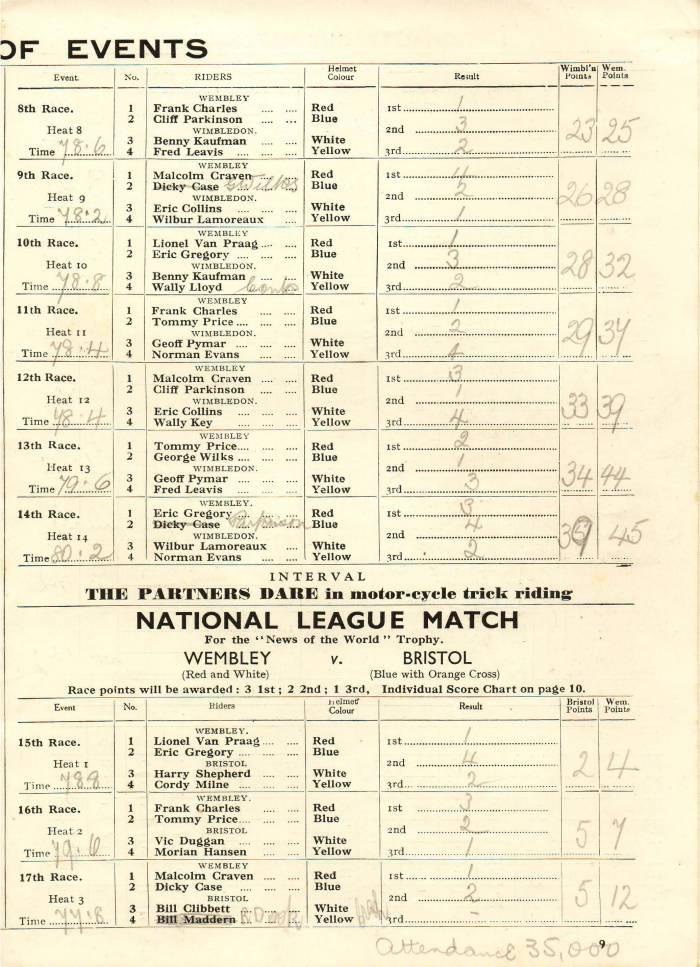 OF EVENTS
Event. No. RIDERS Helmet Colour Result Wimbl'n Points Wem. Points
WEMBLEY
8th Race. 1 Frank Charles .... .... Red 1st 1
2 Cliff Parkinson .... ... Blue
Heat 8 WIMBLEDON. 2nd 3 23 25
3 Benny Kaufman .... .... White
Time 78.6 4 Fred Leavis .... .... .... Yellow 3rd 2
WEMBLEY
9th Race. 1 Malcolm Craven .... .... Red 1st 4
2 Dicky Case G Wilks Blue
Heat 9 WIMBLEDON. 2nd 2 26 28
3 Eric Collins .... .... .... White
Time 78.2 4 Wilbur Lamoreux .... Yellow 3rd 1
WEMBLEY
10th Race. 1 Lionel Van Praag .... .... Red 1st 1
2 Eric Gregory .... .... .... Blue
Heat 10 WIMBLEDON. 2nd 3 28 32
3 Benny Kaufman .... .... White
Time 78.8 4 Wally Lloyd Yellow 3rd 2
WEMBLEY
11th Race. 1 Frank Charles .... .... Red 1st 1
2 Tommy Price .... .... .... Blue
Heat 11 WIMBLEDON. 2nd 2 29 37
3 Geoff Pymar .... .... .... White
Time 78.4 4 Norman Evans .... .... Yellow 3rd 4
WEMBLEY
12th Race. 1 Malcolm Craven .... .... Red 1st 3
2 Cliff Parkinson .... .... Blue
Heat 12 WIMBLEDON. 2nd 1 33 39
3 Eric Collins .... .... .... White
Time 78.4 4 Wally Key .... .... .... Yellow 3rd 4
WEMBLEY
13th Race. 1 Tommy Price .... .... .... Red 1st 2
2 George Wilks .... .... .... Blue
Heat 13 WIMBLEDON. 2nd 1 34 44
3 Geoff Pymar .... .... .... White
Time 79.6 4 Fred Leavis .... .... .... Yellow 3rd 3
WEMBLEY.
14th Race. 1 Eric Gregory .... .... .... Red 1st 3
2 Dicky Case Parkinson Blue
Heat 14 WIMBLEDON. 2nd 4 39 45
3 Wilbur Lamoreux .... White
Time 80.2 4 Norman Evans .... .... Yellow 3rd 2
INTERVAL
THE PARTNERS DARE in motor-cycle trick riding
NATIONAL LEAGUE MATCH
For the "News of the World" Trophy.
WEMBLEY v. BRISTOL
(Red and White) (Blue with Orange Cross)
Race points will be awarded : 3 1st ; 2 2nd ; 1 3rd, Individual Score Chart on page 10.
Event No. Riders Helmet Colour Result Bristol Points Wem. Points
WEMBLEY.
15th Race. 1 Lionel Van Praag .... .... Red 1st 1
2 Eric Gregory .... .... .... Blue
Heat 1 BRISTOL 2nd 4 2 4
3 Harry Shepherd .... .... White
Time 78.8 4 Cordy Milne .... .... .... Yellow 3rd 2
WEMBLEY.
16th Race. 1 Frank Charles .... .... Red 1st 3
2 Tommy Price .... .... .... Blue
Heat 2 BRISTOL 2nd 2 5 7
3 Vic Duggan .... .... .... White
Time 79.6 4 Morian Hansen .... .... Yellow 3rd 1
WEMBLEY
17th Race. 1 Malcolm Craven .... .... Red 1st 1
2 Dicky Case .... .... .... Blue
Heat 3 BRISTOL 2nd 2 5 12
3 Bill Clibbett White
Time 77.8 4 Bill Maddern Yellow 3rd -
9
Attendance 35,000